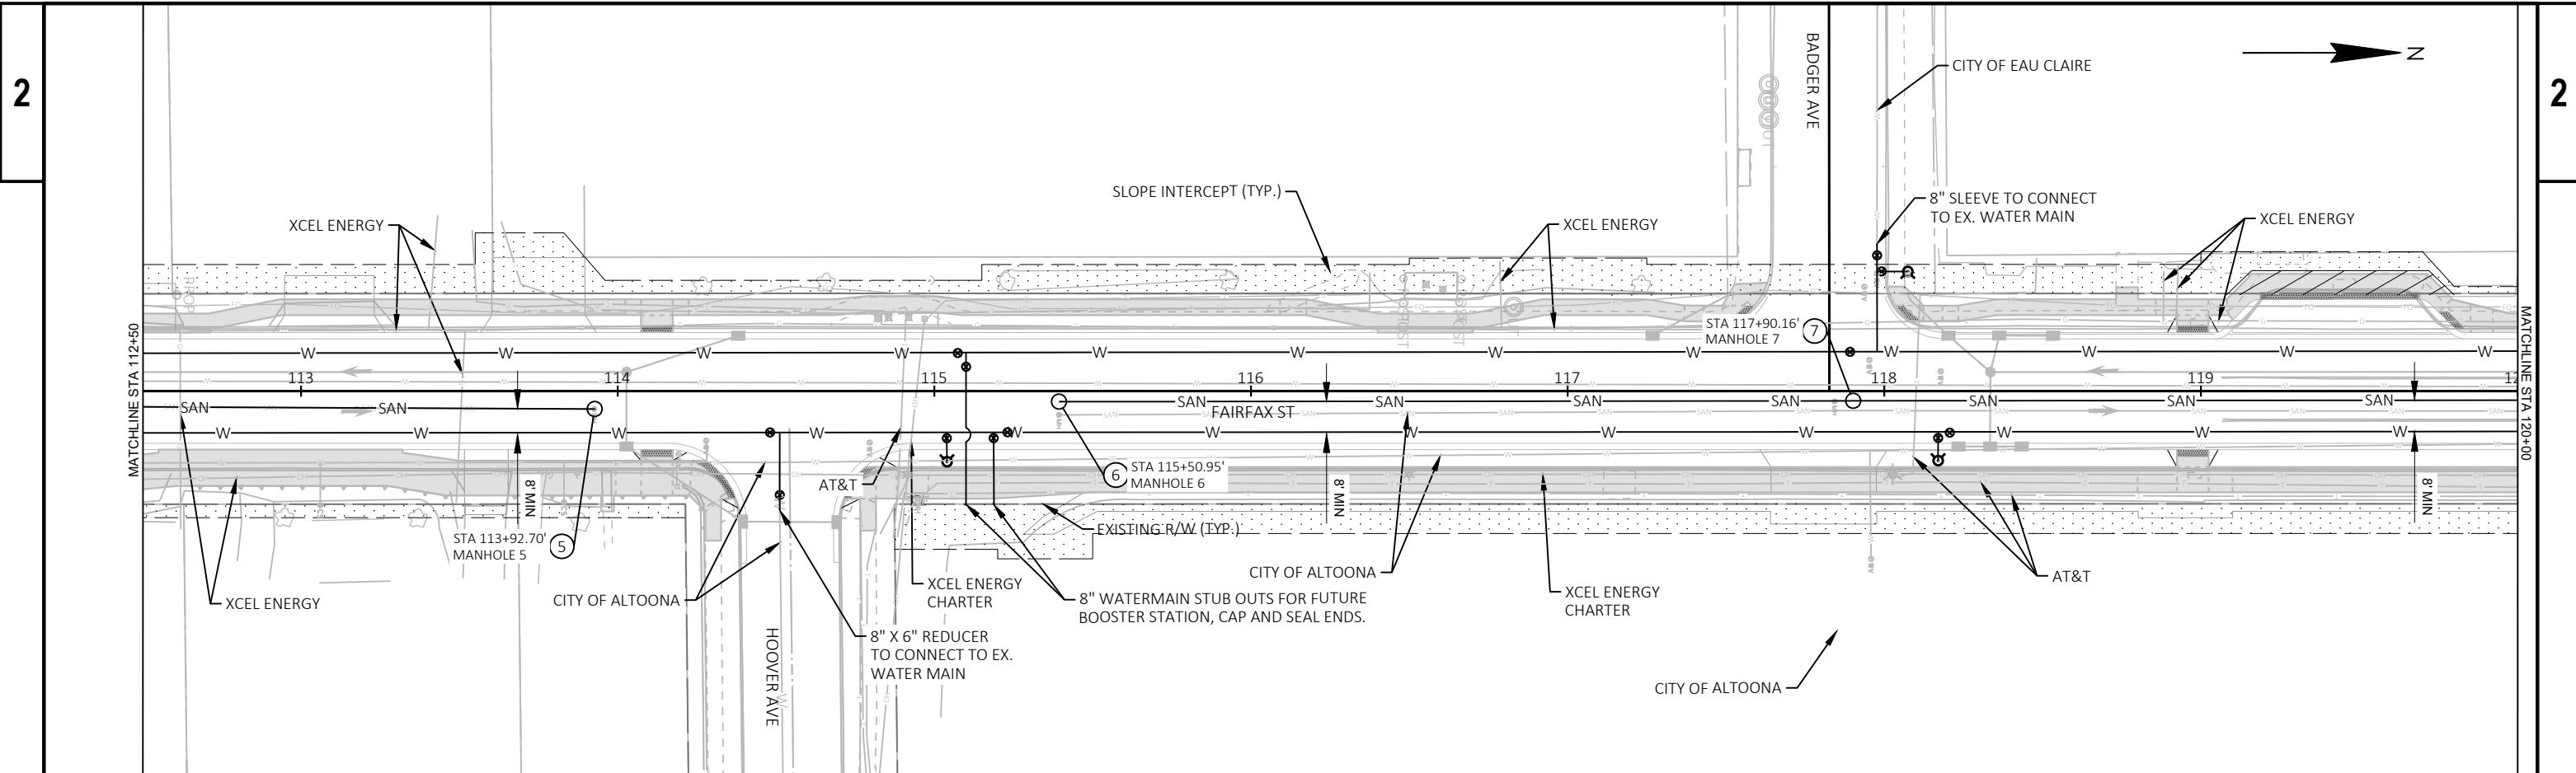 2
2
N
BADGER AVE
CITY OF EAU CLAIRE
SLOPE INTERCEPT (TYP.)
8" SLEEVE TO CONNECT
TO EX. WATER MAIN
XCEL ENERGY
XCEL ENERGY
XCEL ENERGY
MATCHLINE STA 112+50
MATCHLINE STA 120+00
STA 117+90.16'
MANHOLE 7
7
W W W W W W W W W W W W
113 114 115 116 117 118 119 12
SAN SAN SAN SAN SAN SAN SAN SAN SAN
FAIRFAX ST
W W W W W W W W W W W W
STA 115+50.95'
MANHOLE 6
6
AT&T
8' MIN
8' MIN
8' MIN
EXISTING R/W (TYP.)
STA 113+92.70'
MANHOLE 5
5
XCEL ENERGY
CITY OF ALTOONA
XCEL ENERGY
CHARTER
8" WATERMAIN STUB OUTS FOR FUTURE
BOOSTER STATION, CAP AND SEAL ENDS.
CITY OF ALTOONA
XCEL ENERGY
CHARTER
AT&T
HOOVER AVE
8" X 6" REDUCER
TO CONNECT TO EX.
WATER MAIN
CITY OF ALTOONA